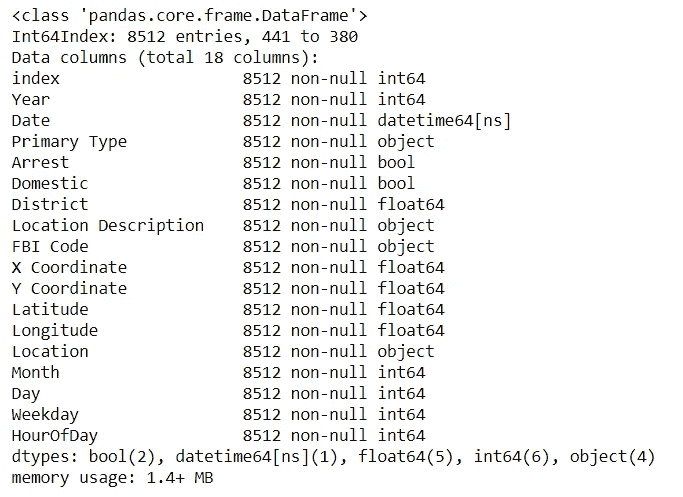 <class 'pandas.core.frame.DataFrame'>
Int64Index: 8512 entries, 441 to 380
Data columns (total 18 columns):
index                   8512 non-null int64
Year                    8512 non-null int64
Date                    8512 non-null datetime64[ns]
Primary Type            8512 non-null object
Arrest                  8512 non-null bool
Domestic                8512 non-null bool
District                8512 non-null float64
Location Description    8512 non-null object
FBI Code                8512 non-null object
X Coordinate            8512 non-null float64
Y Coordinate            8512 non-null float64
Latitude                8512 non-null float64
Longitude               8512 non-null float64
Location                8512 non-null object
Month                   8512 non-null int64
Day                     8512 non-null int64
Weekday                 8512 non-null int64
HourOfDay               8512 non-null int64
dtypes: bool(2), datetime64[ns](1), float64(5), int64(6), object(4)
memory usage: 1.4+ MB